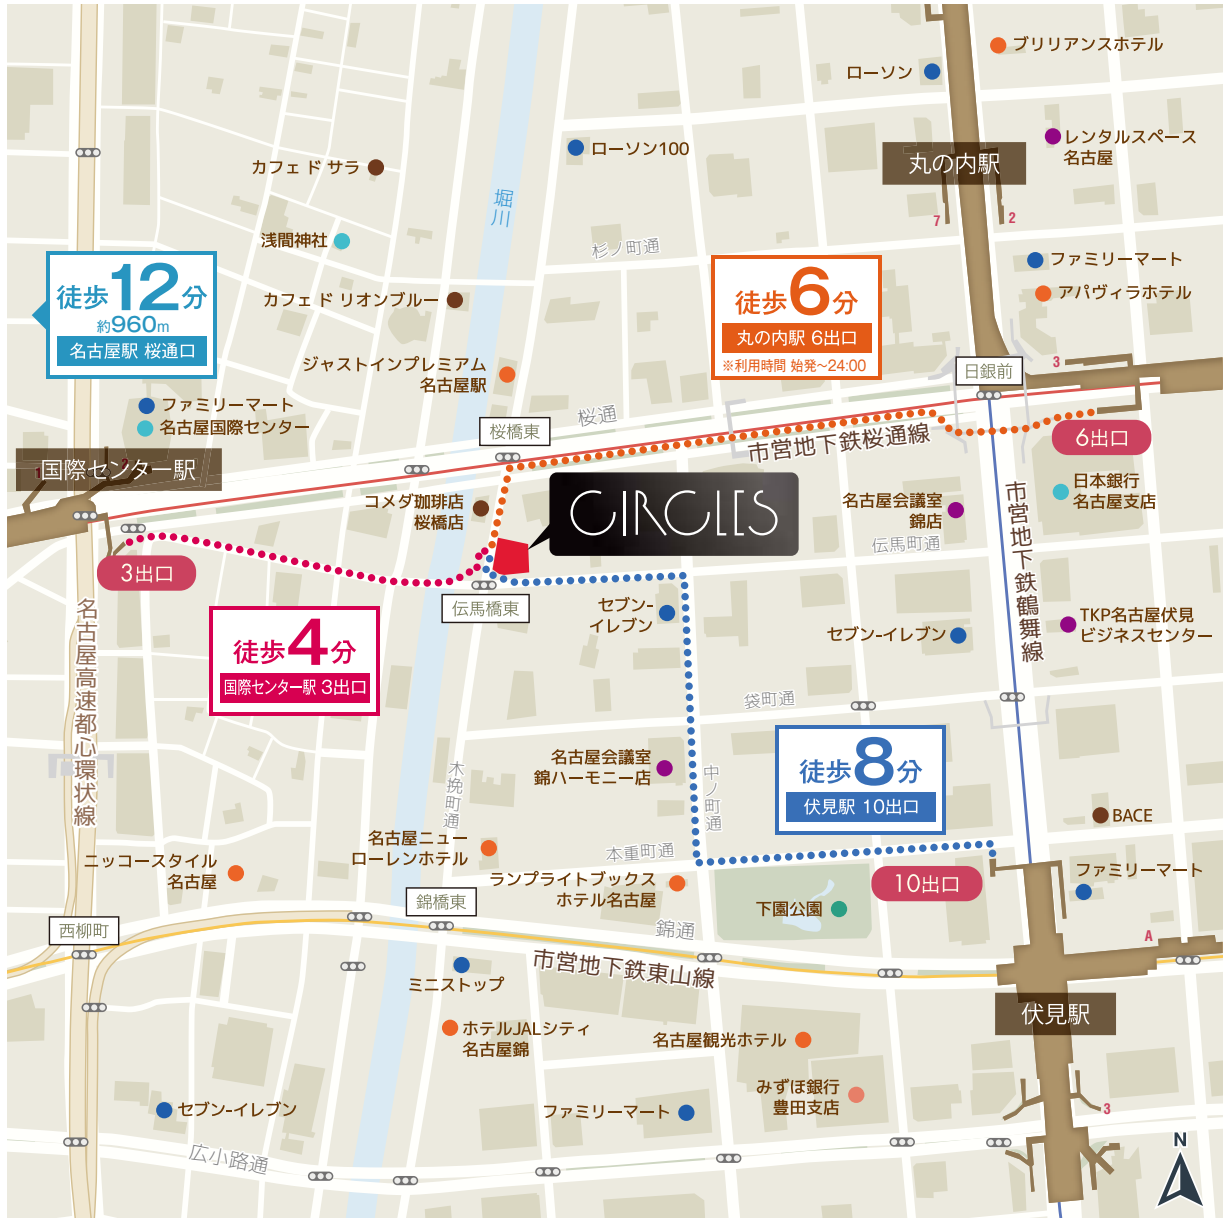 ブリリアンスホテル
ローソン
レンタルスペース
名古屋
ローソン100
丸の内駅
カフェ ド サラ
堀川
7
2
浅間神社
杉ノ町通
ファミリーマート
アパヴィラホテル
徒歩12分
約960m
名古屋駅 桜通口
カフェ ド リオンブルー
徒歩6分
丸の内駅 6出口
※利用時間 始発〜24:00
ジャストインプレミアム
名古屋駅
日銀前
3
ファミリーマート
名古屋国際センター
桜橋東
桜通
市営地下鉄桜通線
6出口
1
2
国際センター駅
コメダ珈琲店
桜橋店
CIRCLES
名古屋会議室
錦店
日本銀行
名古屋支店
伝馬町通
市営地下鉄鶴舞線
3出口
伝馬橋東
セブン-
イレブン
セブン-イレブン
TKP名古屋伏見
ビジネスセンター
名古屋高速都心環状線
徒歩4分
国際センター駅 3出口
袋町通
名古屋会議室
錦ハーモニー店
木挽町通
中ノ町通
徒歩8分
伏見駅 10出口
BACE
名古屋ニュー
ローレンホテル
本重町通
ニッコースタイル
名古屋
ランプライトブックス
ホテル名古屋
10出口
ファミリーマート
下園公園
錦橋東
西柳町
錦通
A
市営地下鉄東山線
ミニストップ
伏見駅
ホテルJALシティ
名古屋錦
名古屋観光ホテル
みずほ銀行
豊田支店
セブン-イレブン
ファミリーマート
3
広小路通
N